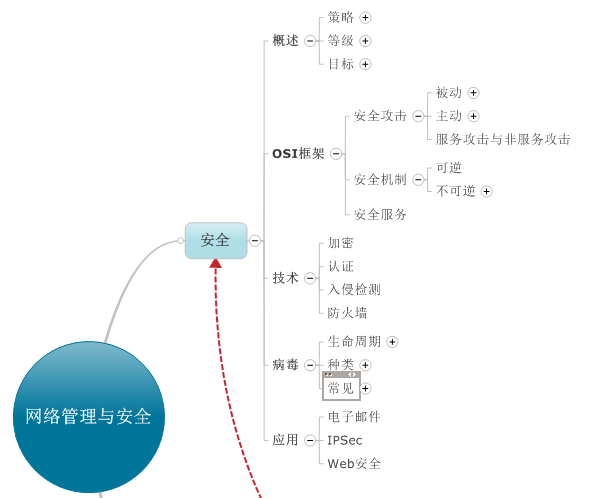 策略
概述
等级
目标
被动
安全攻击
主动
服务攻击与非服务攻击
OSI框架
可逆
安全机制
不可逆
安全服务
安全
加密
认证
技术
入侵检测
防火墙
生命周期
病毒
种类
常见
网络管理与安全
电子邮件
应用
IPSec
Web安全